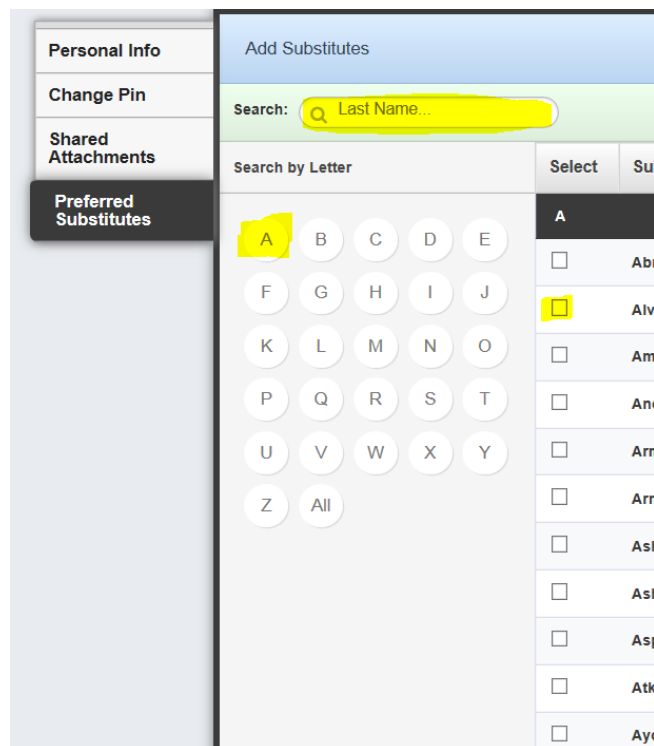 Personal Info
Change Pin
Shared
Attachments
Preferred
Substitutes
Add Substitutes
Search: Last Name...
Search by Letter
A B C D E
F G H I J
K L M N O
P Q R S T
U V W X Y
Z All
Select
A